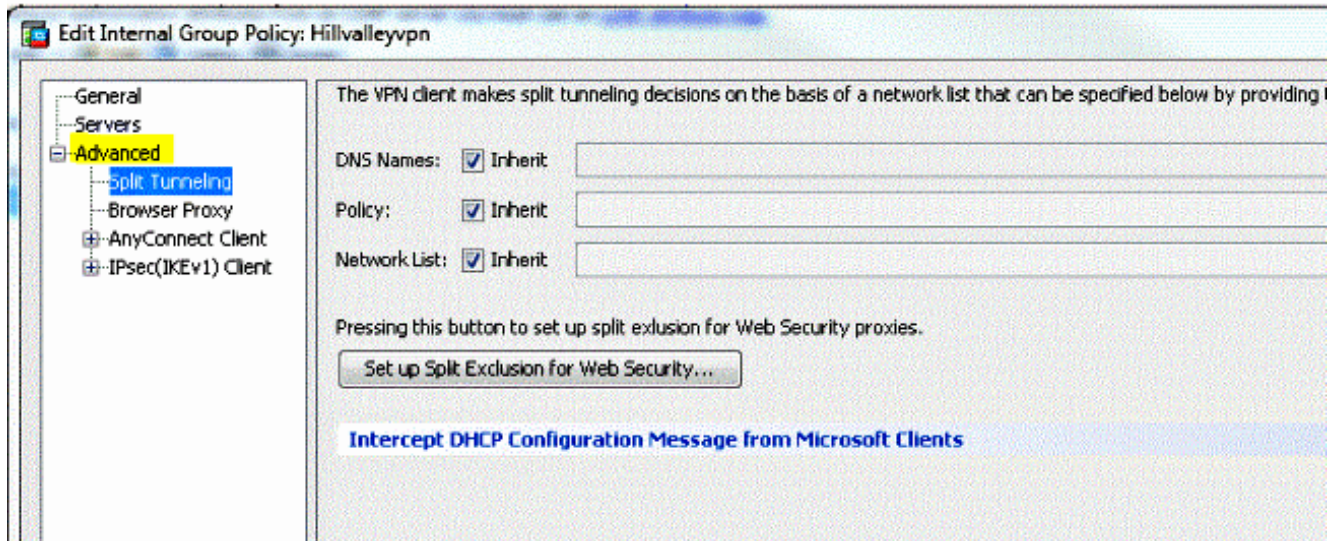 Edit Internal Group Policy: Hillvalleyvpn
General
Servers
Advanced
Split Tunneling
Browser Proxy
AnyConnect Client
IPsec(IKEv1) Client
The VPN client makes split tunneling decisions on the basis of a network list that can be specified below by providing
DNS Names: Inherit
Policy: Inherit
Network List: Inherit
Pressing this button to set up split exlusion for Web Security proxies.
Set up Split Exclusion for Web Security...
Intercept DHCP Configuration Message from Microsoft Clients